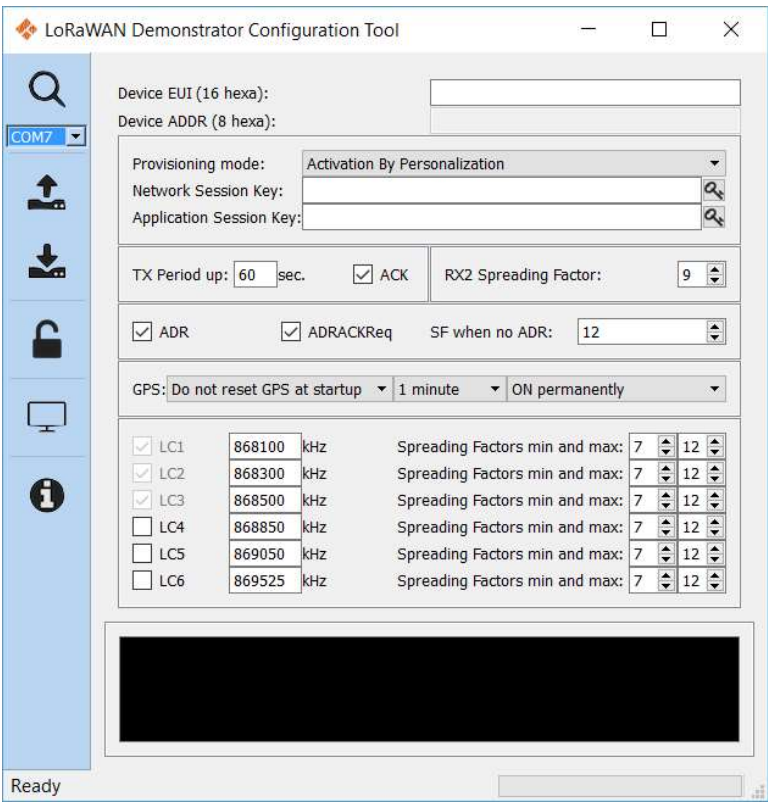 LoRaWAN Demonstrator Configuration Tool
COM7
Device EUI (16 hexa):
Device ADDR (8 hexa):
Provisioning mode: Activation By Personalization
Network Session Key:
Application Session Key:
TX Period up: 60 sec. ACK RX2 Spreading Factor: 9
ADR ADRACKReq SF when no ADR: 12
GPS: Do not reset GPS at startup 1 minute ON permanently
LC1 868100 kHz Spreading Factors min and max: 7 12
LC2 868300 kHz Spreading Factors min and max: 7 12
LC3 868500 kHz Spreading Factors min and max: 7 12
LC4 868850 kHz Spreading Factors min and max: 7 12
LC5 869050 kHz Spreading Factors min and max: 7 12
LC6 869525 kHz Spreading Factors min and max: 7 12
Ready